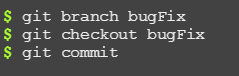 $ git branch bugFix
$ git checkout bugFix
$ git commit